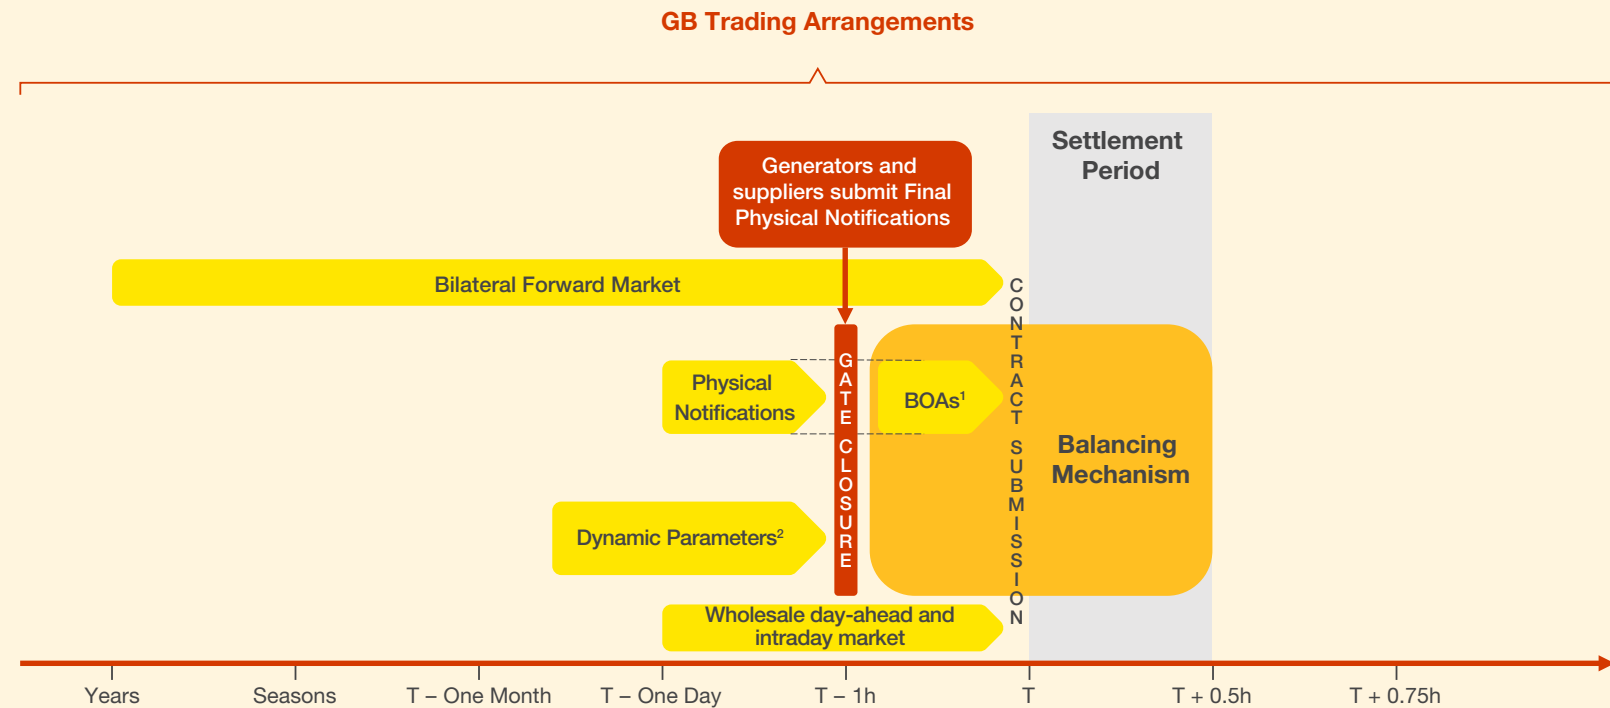 GB Trading Arrangements
Settlement
Period
Generators and
suppliers submit Final
Physical Notifications
Bilateral Forward Market
CONTRACT SUBMISSION
GATE CLOSURE
Physical
Notifications
BOAs¹
Balancing
Mechanism
Dynamic Parameters²
Wholesale day-ahead and
intraday market
Years
Seasons
T – One Month
T – One Day
T – 1h
T
T + 0.5h
T + 0.75h